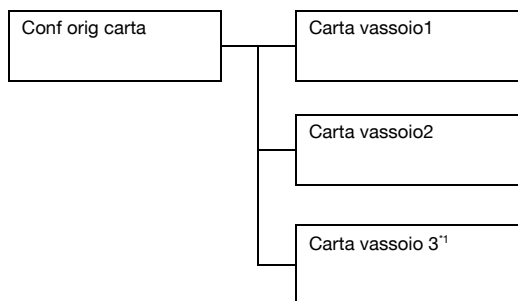 Conf orig carta
Carta vassoio1
Carta vassoio2
Carta vassoio 3*1